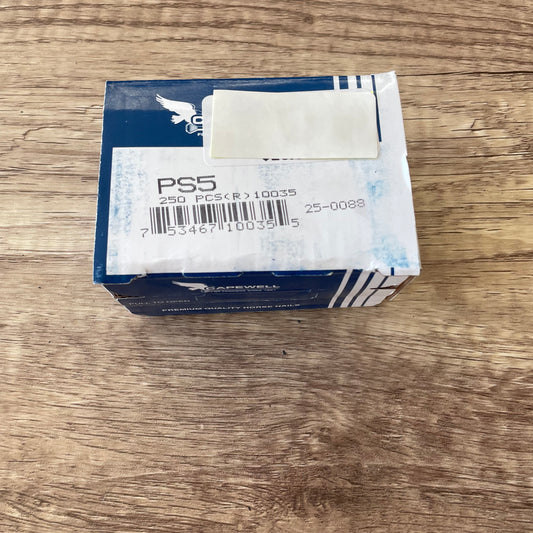 PS5
250 PCS(R)10035
7 53467 10035 5
25-0088
CAPEWELL
PREMIUM QUALITY HORSE NAILS